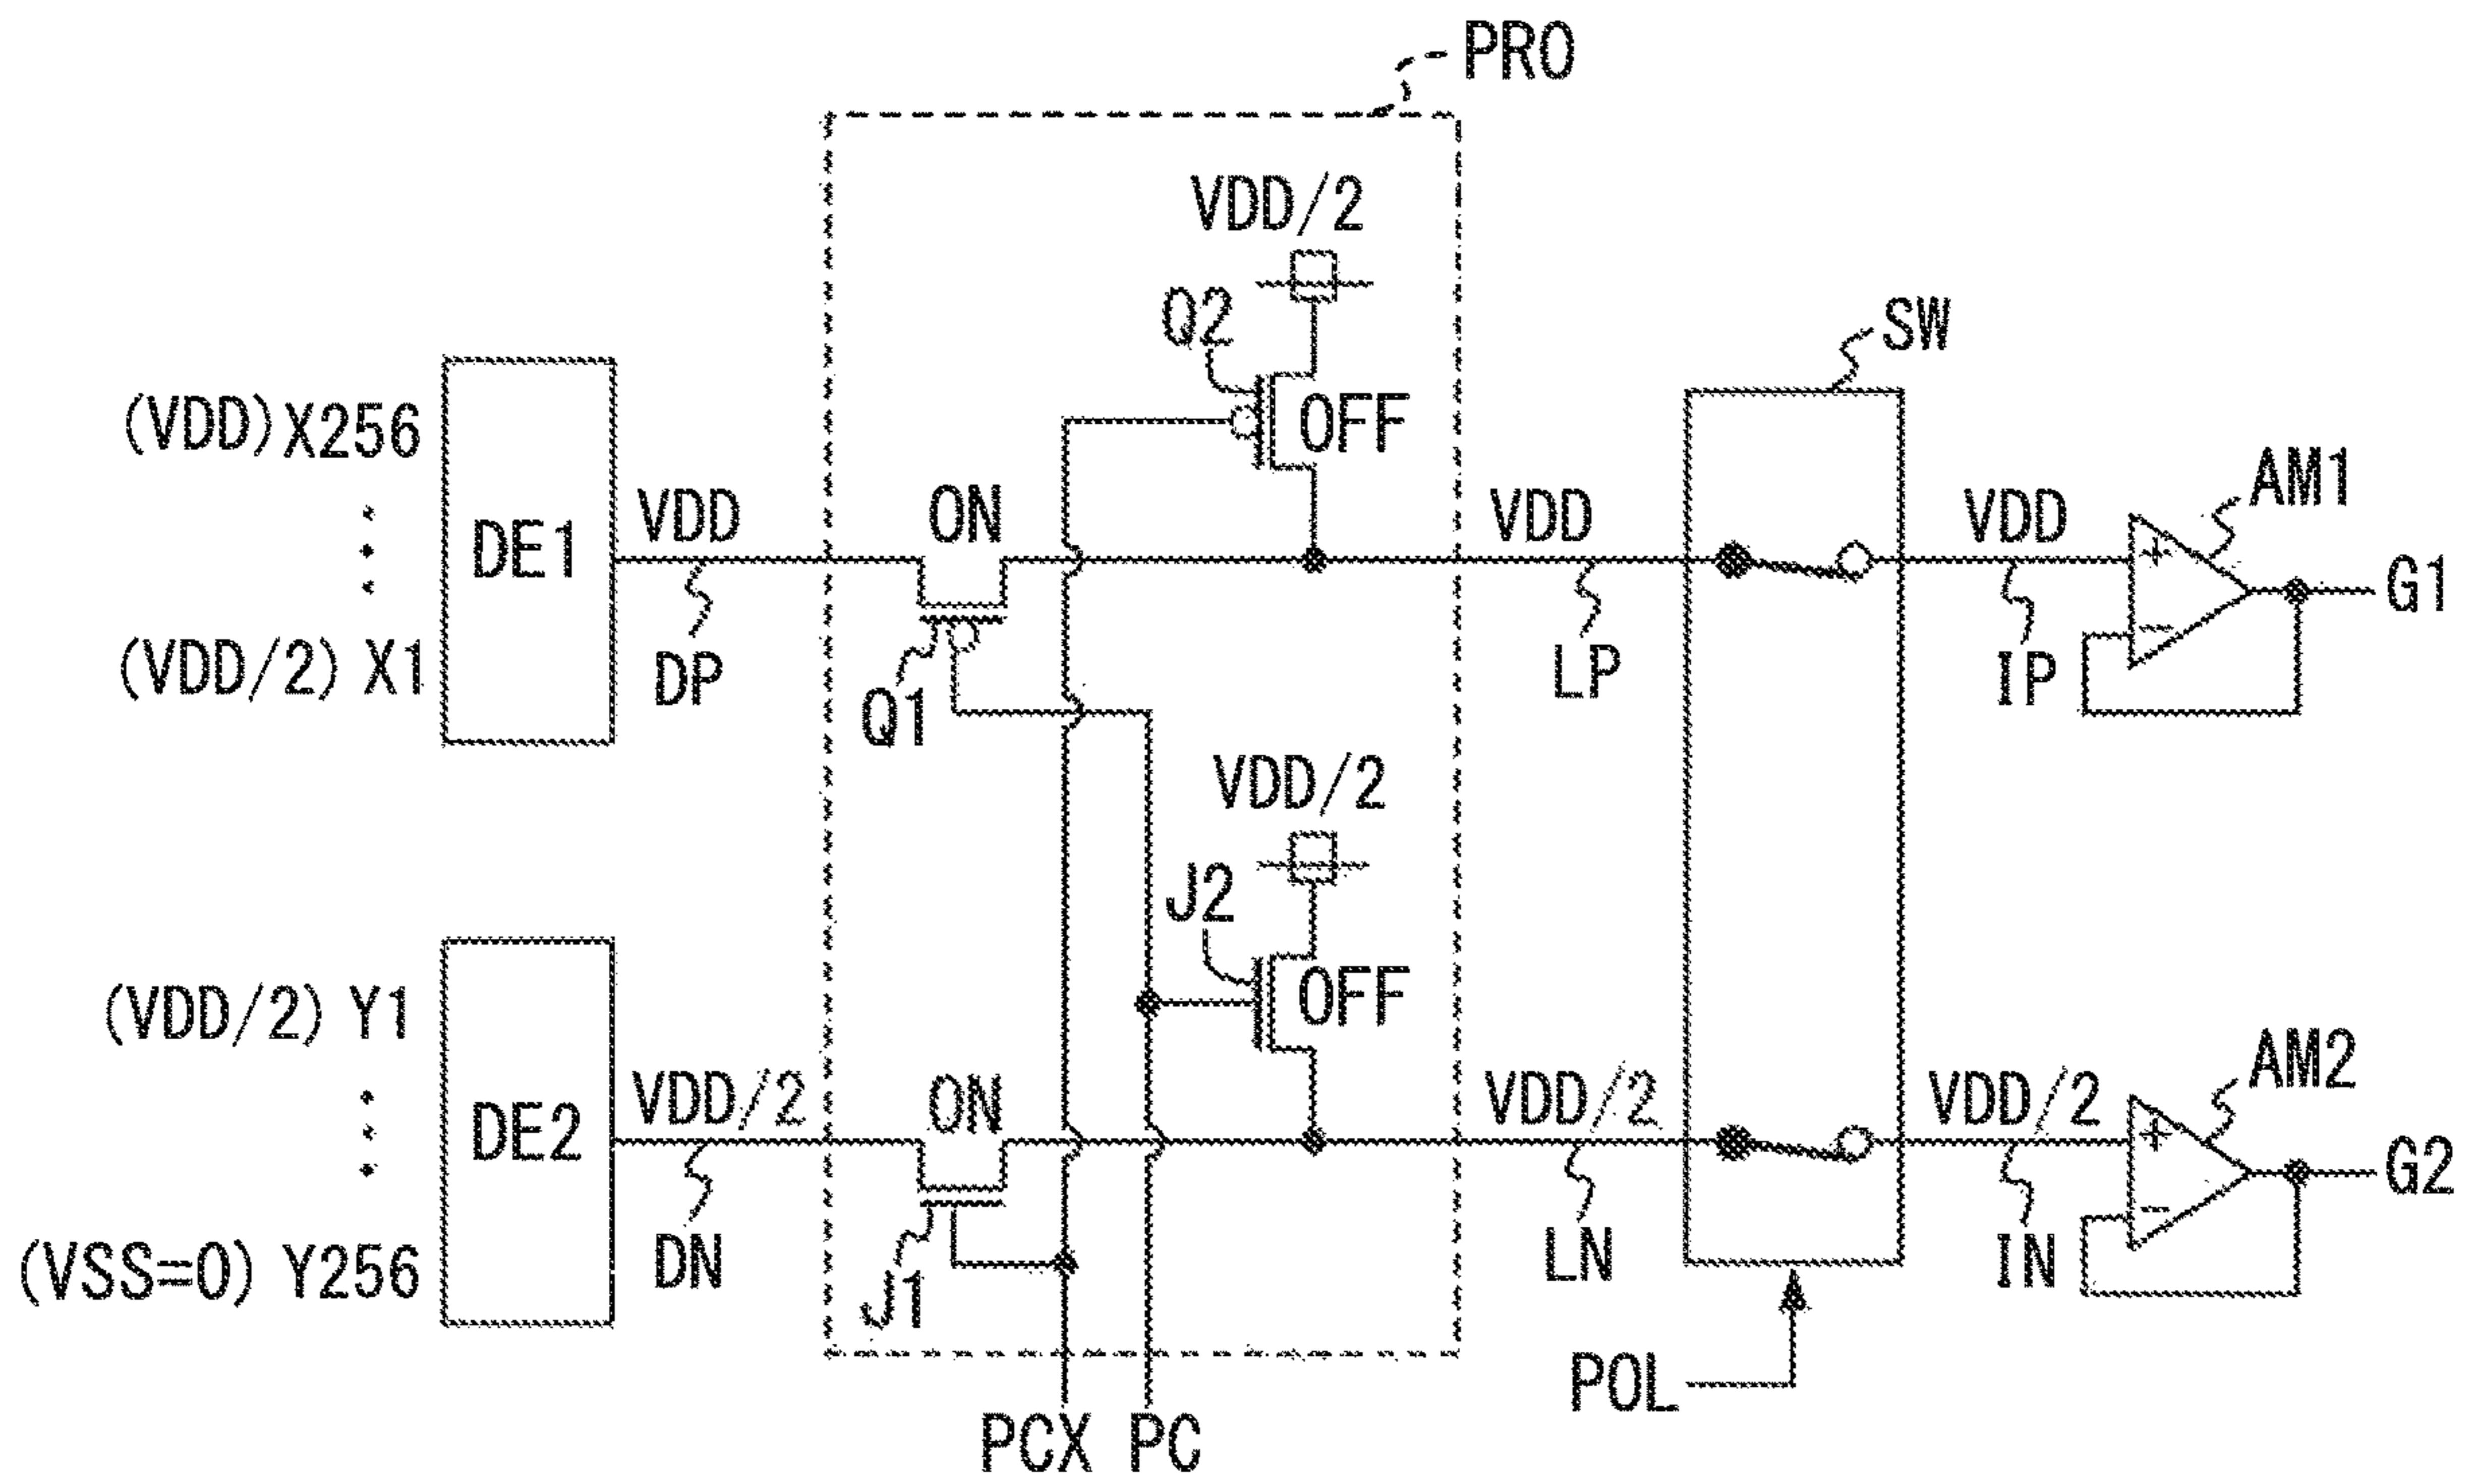 PRO
VDD/2
Q2
SW
(VDD) X256
OFF
AM1
VDD
ON
VDD
VDD
DE1
+
G1
(VDD/2) X1
DP
Q1
LP
IP
−
VDD/2
J2
(VDD/2) Y1
OFF
AM2
VDD/2
ON
VDD/2
VDD/2
DE2
+
G2
(VSS=0) Y256
DN
J1
LN
IN
−
POL
PCX PC